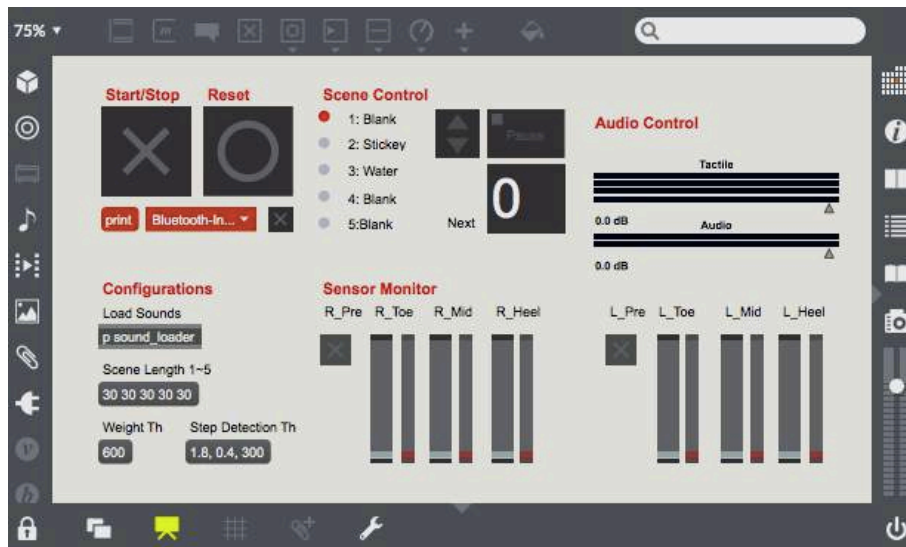 75%
Start/Stop
Reset
Scene Control
1: Blank
2: Stickey
3: Water
4: Blank
5:Blank
Pause
Next
0
print
Bluetooth-In...
Audio Control
Tactile
0.0 dB
Audio
0.0 dB
Configurations
Load Sounds
p sound_loader
Scene Length 1~5
30 30 30 30 30
Weight Th
Step Detection Th
600
1.8, 0.4, 300
Sensor Monitor
R_Pre R_Toe R_Mid R_Heel
L_Pre L_Toe L_Mid L_Heel